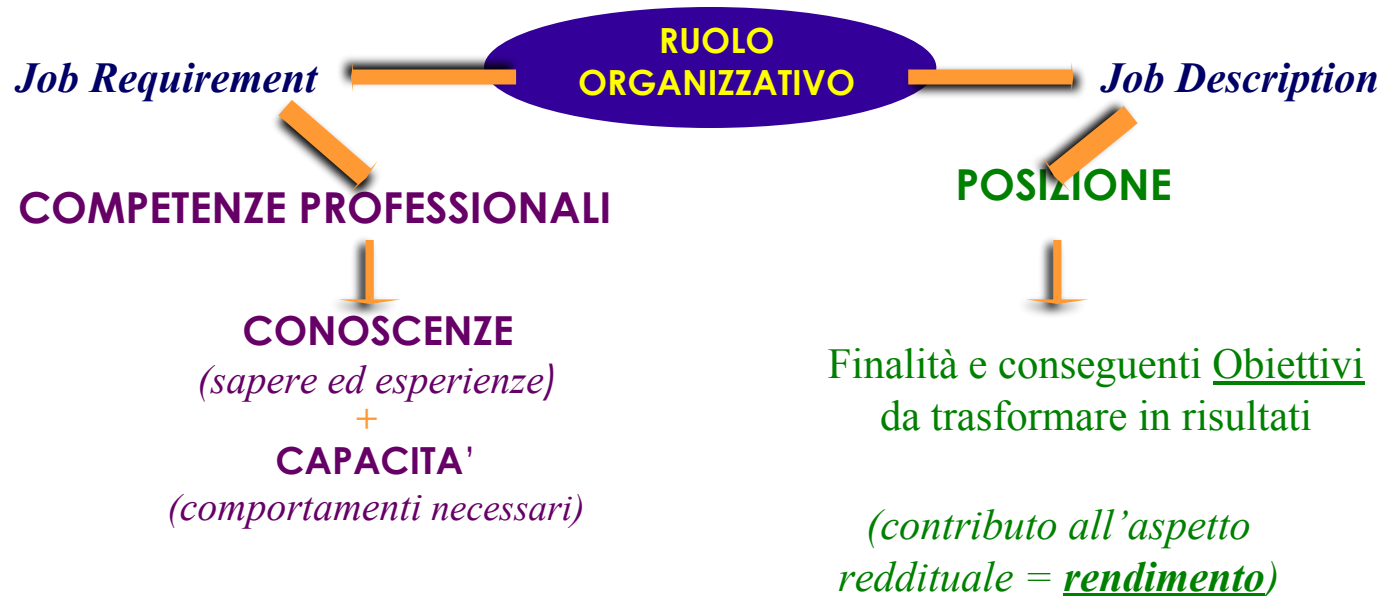 RUOLO
ORGANIZZATIVO
Job Requirement
Job Description
COMPETENZE PROFESSIONALI
CONOSCENZE
(sapere ed esperienze)
+
CAPACITA’
(comportamenti necessari)
POSIZIONE
Finalità e conseguenti Obiettivi
da trasformare in risultati
(contributo all’aspetto
reddituale = rendimento)